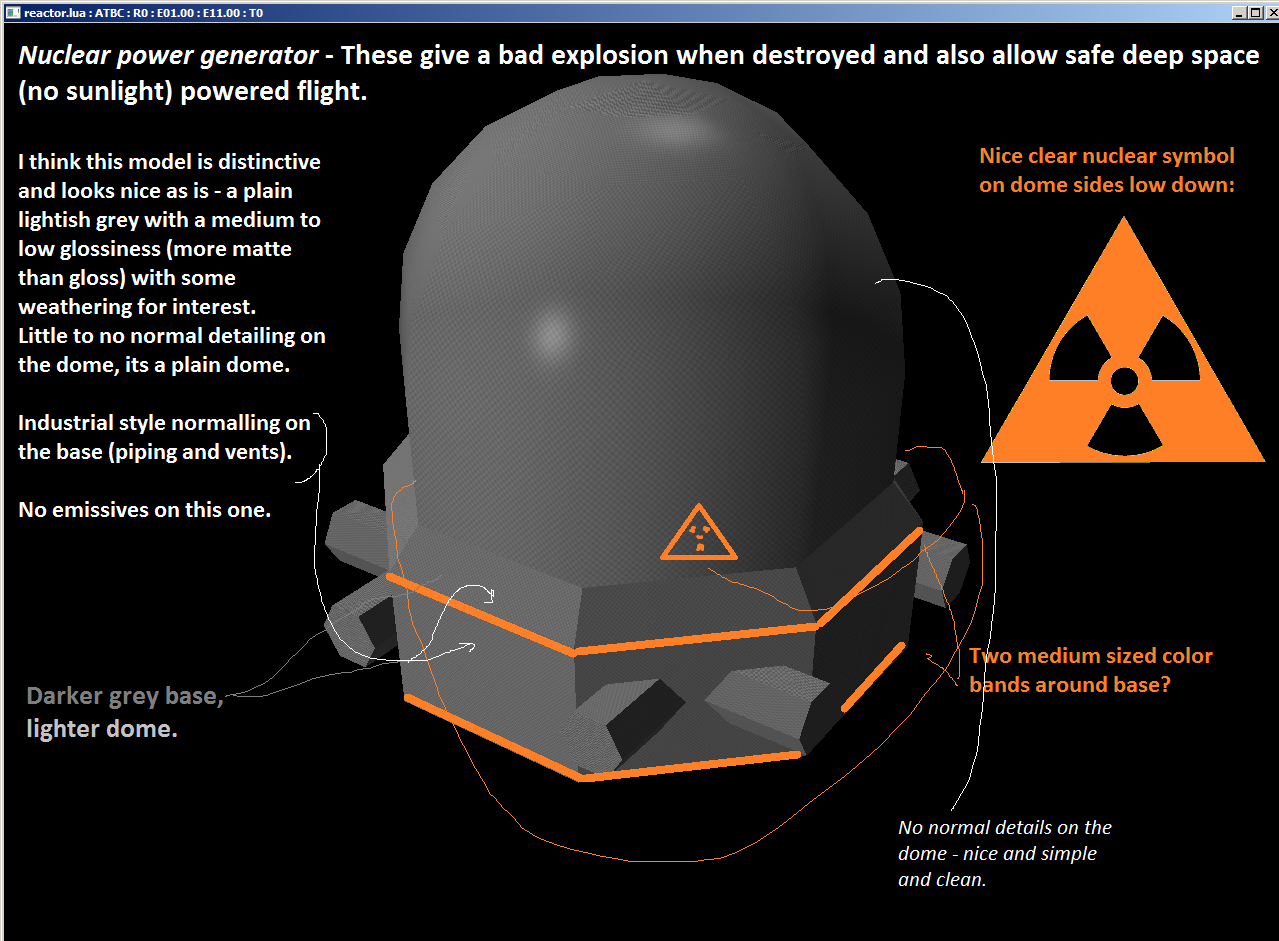 reactor.lua : ATBC : R0 : E01.00 : E11.00 : T0
Nuclear power generator - These give a bad explosion when destroyed and also allow safe deep space
(no sunlight) powered flight.
I think this model is distinctive
and looks nice as is - a plain
lightish grey with a medium to
low glossiness (more matte
than gloss) with some
weathering for interest.
Little to no normal detailing on
the dome, its a plain dome.
Industrial style normalling on
the base (piping and vents).
No emissives on this one.
Darker grey base,
lighter dome.
Nice clear nuclear symbol
on dome sides low down:
Two medium sized color
bands around base?
No normal details on the
dome - nice and simple
and clean.